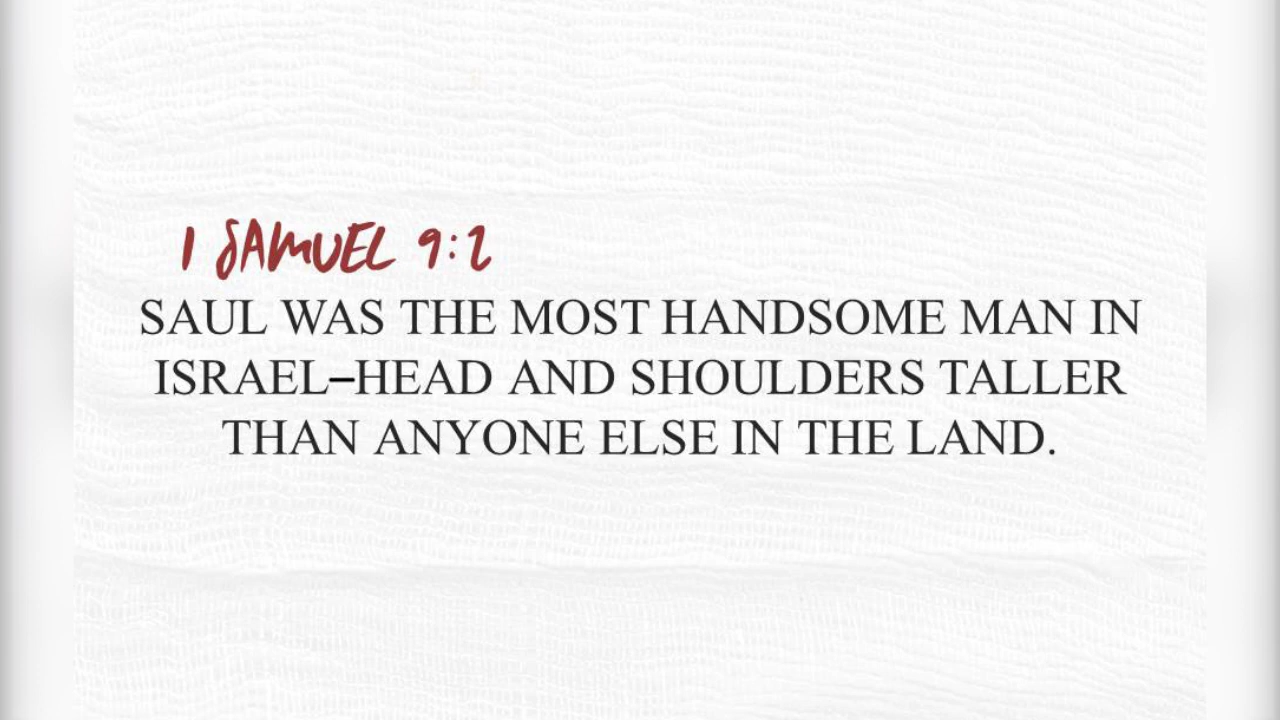 1 SAMUEL 9:2
SAUL WAS THE MOST HANDSOME MAN IN
ISRAEL–HEAD AND SHOULDERS TALLER
THAN ANYONE ELSE IN THE LAND.